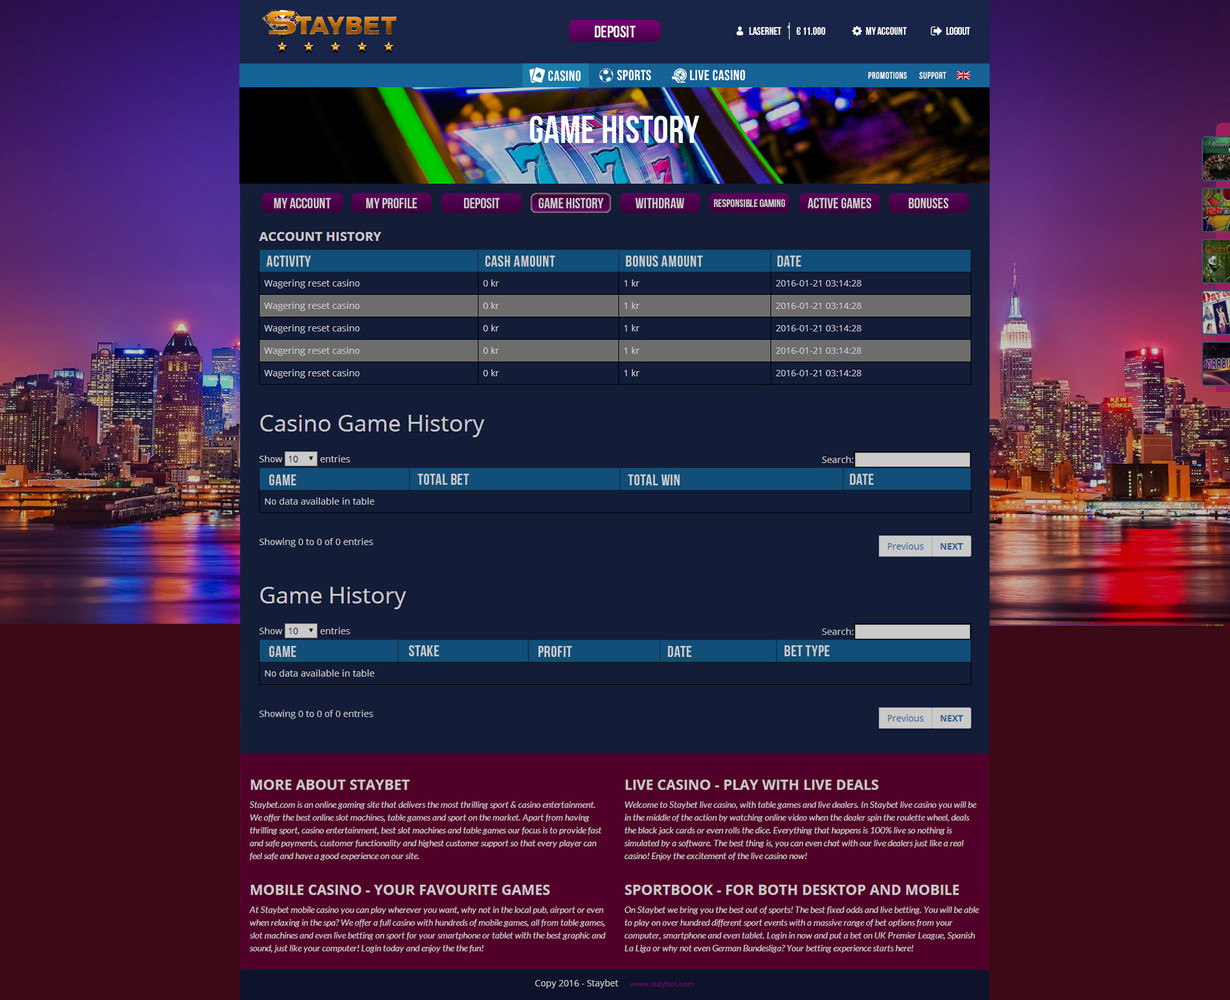 STAYBET
DEPOSIT
LASERNET
€ 11.000
MY ACCOUNT
LOGOUT
CASINO
SPORTS
LIVE CASINO
PROMOTIONS
SUPPORT
GAME HISTORY
MY ACCOUNT
MY PROFILE
DEPOSIT
GAME HISTORY
WITHDRAW
RESPONSIBLE GAMING
ACTIVE GAMES
BONUSES
ACCOUNT HISTORY
ACTIVITY CASH AMOUNT BONUS AMOUNT DATE
Wagering reset casino 0 kr 1 kr 2016-01-21 03:14:28
Wagering reset casino 0 kr 1 kr 2016-01-21 03:14:28
Wagering reset casino 0 kr 1 kr 2016-01-21 03:14:28
Wagering reset casino 0 kr 1 kr 2016-01-21 03:14:28
Wagering reset casino 0 kr 1 kr 2016-01-21 03:14:28
NEW YORKER
Casino Game History
Show 10 entries
Search:
GAME TOTAL BET TOTAL WIN DATE
No data available in table
Showing 0 to 0 of 0 entries
Previous NEXT
Game History
Show 10 entries
Search:
GAME STAKE PROFIT DATE BET TYPE
No data available in table
Showing 0 to 0 of 0 entries
Previous NEXT
MORE ABOUT STAYBET
Staybet.com is an online gaming site that delivers the most thrilling sport & casino entertainment.
We offer the best online slot machines, table games and sport on the market. Apart from having
thrilling sport, casino entertainment, best slot machines and table games our focus is to provide fast
and safe payments, customer functionality and highest customer support so that every player can
feel safe and have a good experience on our site.
LIVE CASINO - PLAY WITH LIVE DEALS
Welcome to Staybet live casino, with table games and live dealers. In Staybet live casino you will be
in the middle of the action by watching online video when the dealer spin the roulette wheel, deals
the black jack cards or even rolls the dice. Everything that happens is 100% live so nothing is
simulated by a software. The best thing is, you can even chat with our live dealers just like a real
casino! Enjoy the excitement of the live casino now!
MOBILE CASINO - YOUR FAVOURITE GAMES
At Staybet mobile casino you can play wherever you want, why not in the local pub, airport or even
when relaxing in the spa? We offer a full casino with hundreds of mobile games, all from table games,
slot machines and even live betting on sport for your smartphone or tablet with the best graphic and
sound, just like your computer! Login today and enjoy the the fun!
SPORTBOOK - FOR BOTH DESKTOP AND MOBILE
On Staybet we bring you the best out of sports! The best fixed odds and live betting. You will be able
to play on over hundred different sport events with a massive range of bet options from your
computer, smartphone and even tablet. Login in now and put a bet on UK Premier League, Spanish
La Liga or why not even German Bundesliga? Your betting experience starts here!
Copy 2016 - Staybet
www.staybet.com